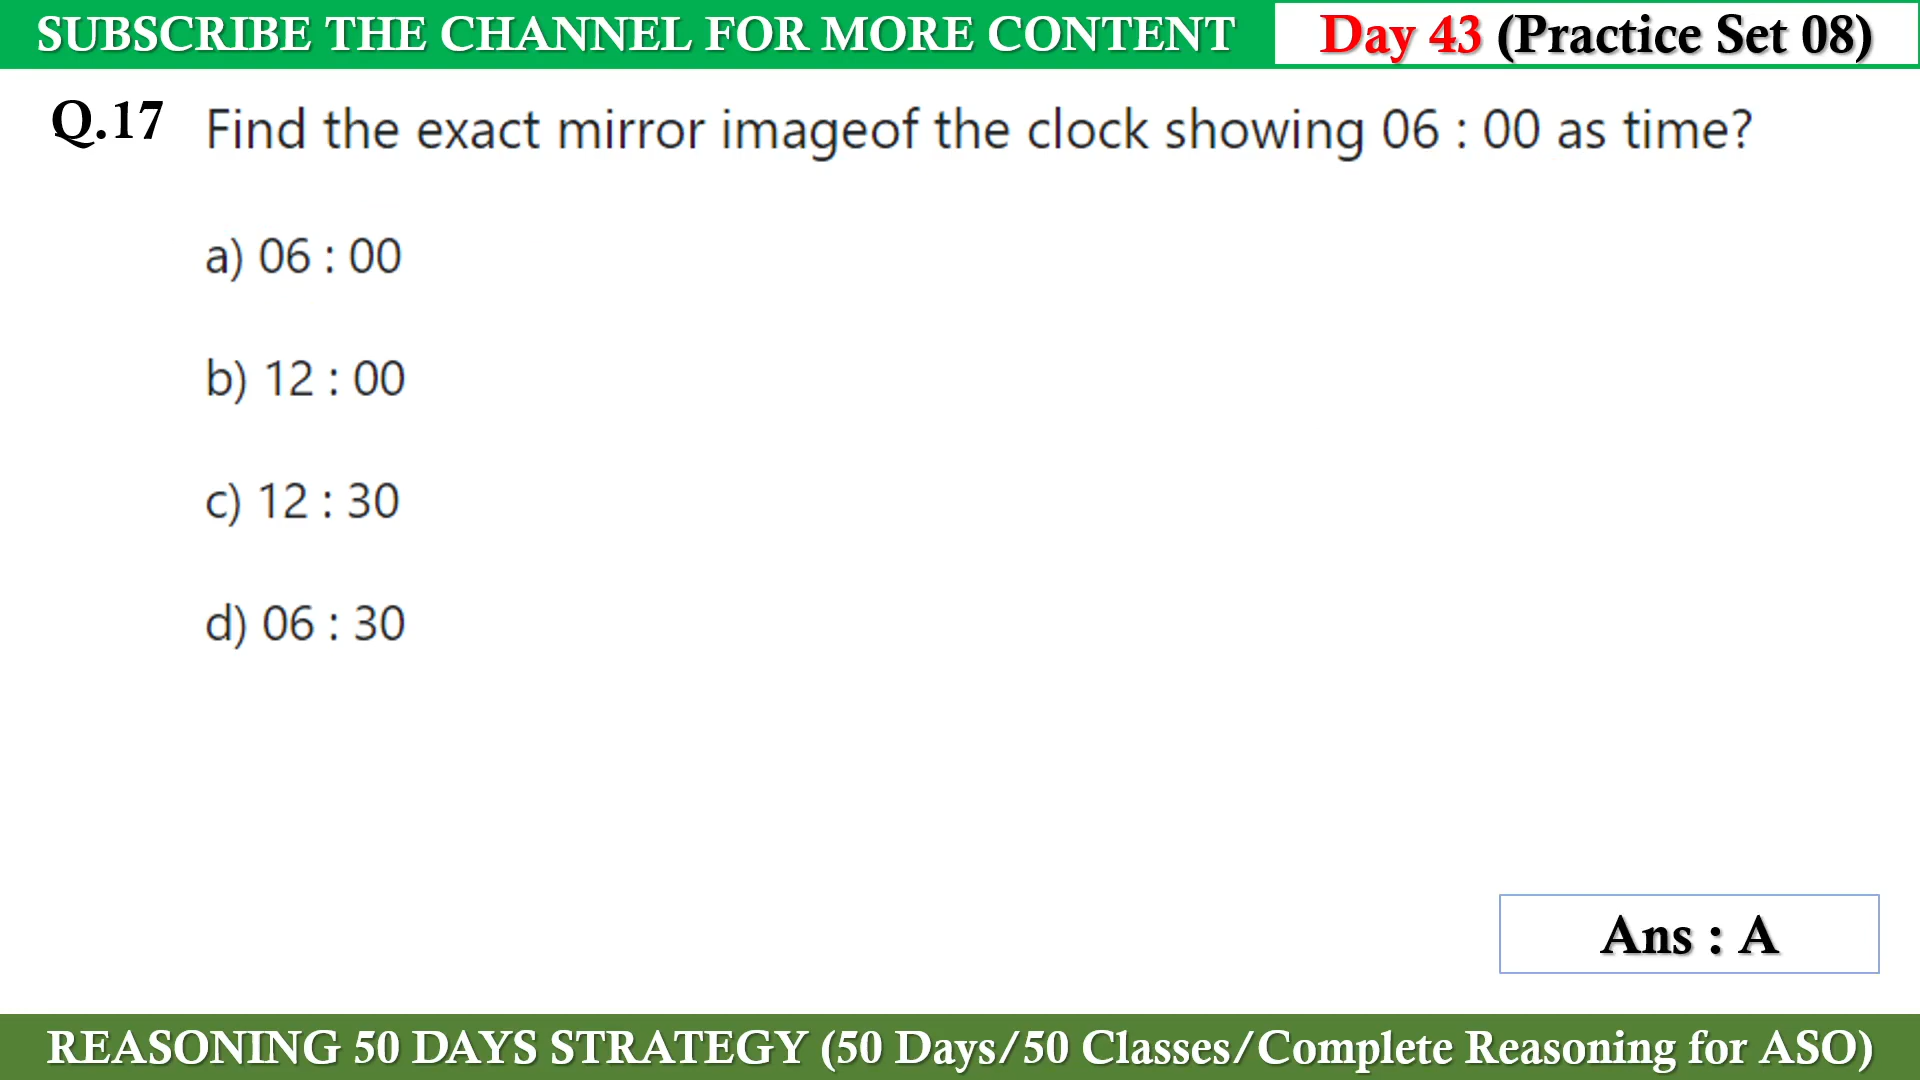 SUBSCRIBE THE CHANNEL FOR MORE CONTENT
Day 43 (Practice Set 08)
Q.17 Find the exact mirror imageof the clock showing 06 : 00 as time?
a) 06 : 00
b) 12 : 00
c) 12 : 30
d) 06 : 30
Ans : A
REASONING 50 DAYS STRATEGY (50 Days/50 Classes/Complete Reasoning for ASO)